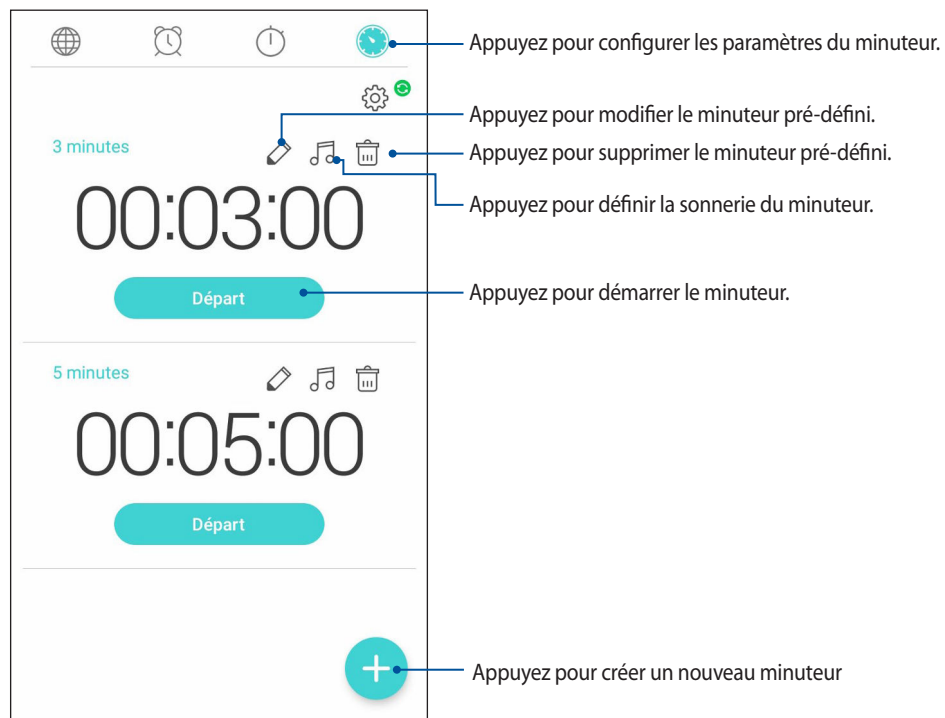 Appuyez pour configurer les paramètres du minuteur.
Appuyez pour modifier le minuteur pré-défini.
3 minutes
Appuyez pour supprimer le minuteur pré-défini.
00:03:00
Appuyez pour définir la sonnerie du minuteur.
Départ
Appuyez pour démarrer le minuteur.
5 minutes
00:05:00
Départ
Appuyez pour créer un nouveau minuteur